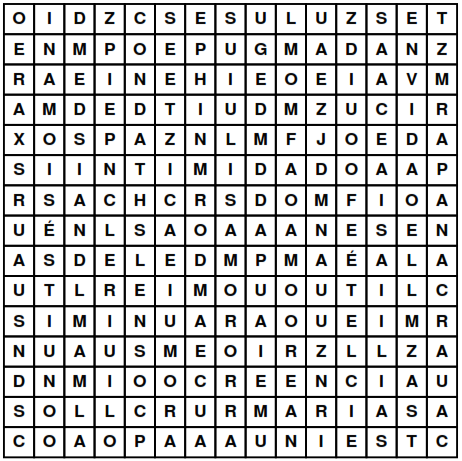 O I D Z C S E S U L U Z S E T
E N M P O E P U G M A D A N Z
R A E I N E H I E O E I A V M
A M D E D T I U D M Z U C I R
X O S P A Z N L M F J O E D A
S I I N T I M I D A D O A A P
R S A C H C R S D O M F I O A
U É N L S A O A A A N E S E N
A S D E L E D M P M A É A L A
U T L R E I M O U O U T I L C
S I M I N U A R A O U E I M R
N U A U S M E O I R Z L L Z A
D N M I O O C R E E N C I A U
S O L L C R U R M A R I A S A
C O A O P A A A U N I E S T C